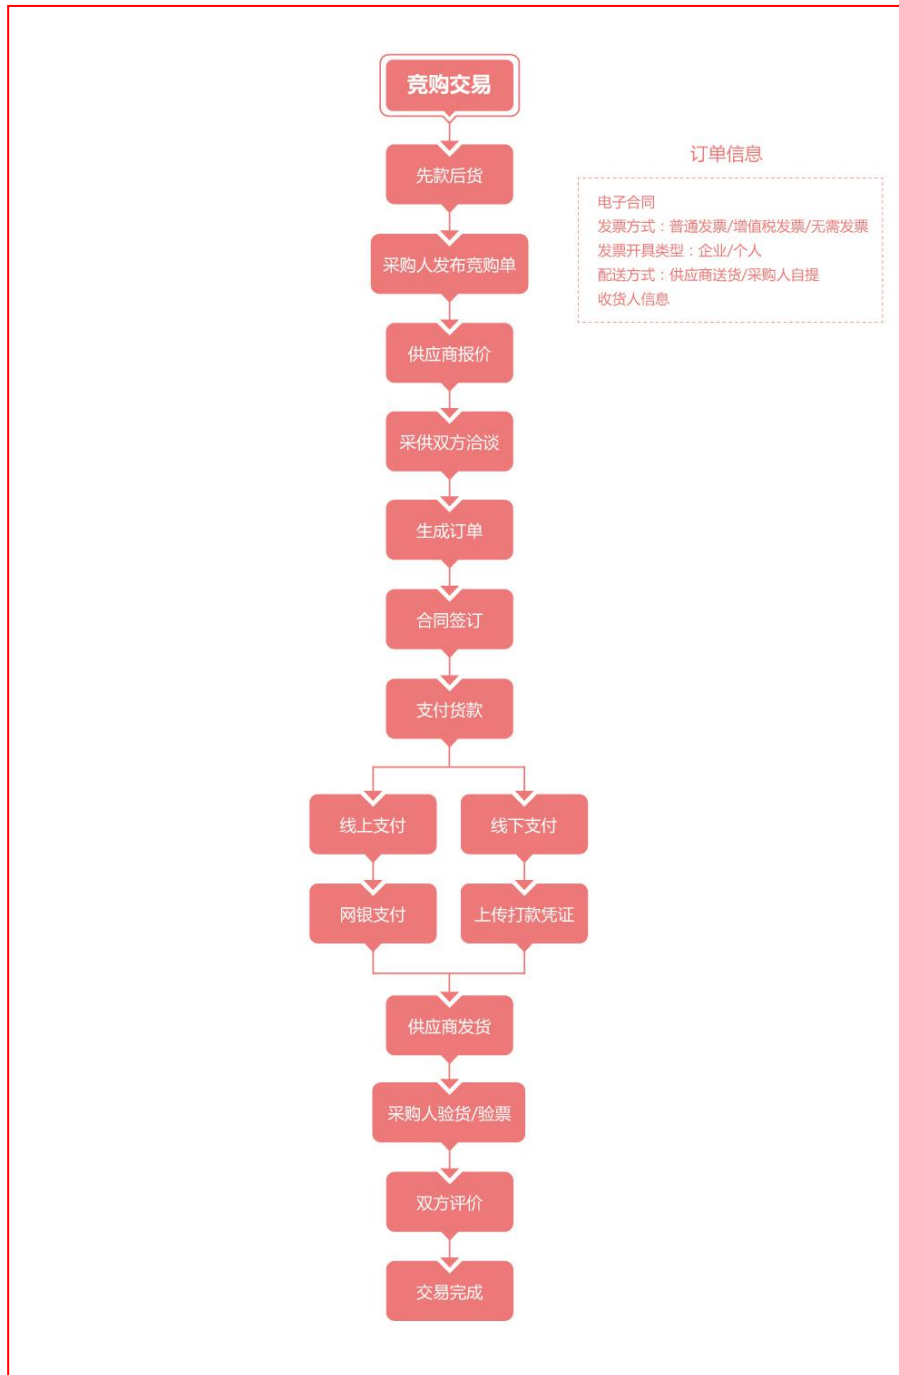 竞购交易
先款后货
订单信息
电子合同
发票方式：普通发票/增值税发票/无需发票
发票开具类型：企业/个人
配送方式：供应商送货/采购人自提
收货人信息
采购人发布竞购单
供应商报价
采供双方洽谈
生成订单
合同签订
支付货款
线上支付
线下支付
网银支付
上传打款凭证
供应商发货
采购人验货/验票
双方评价
交易完成